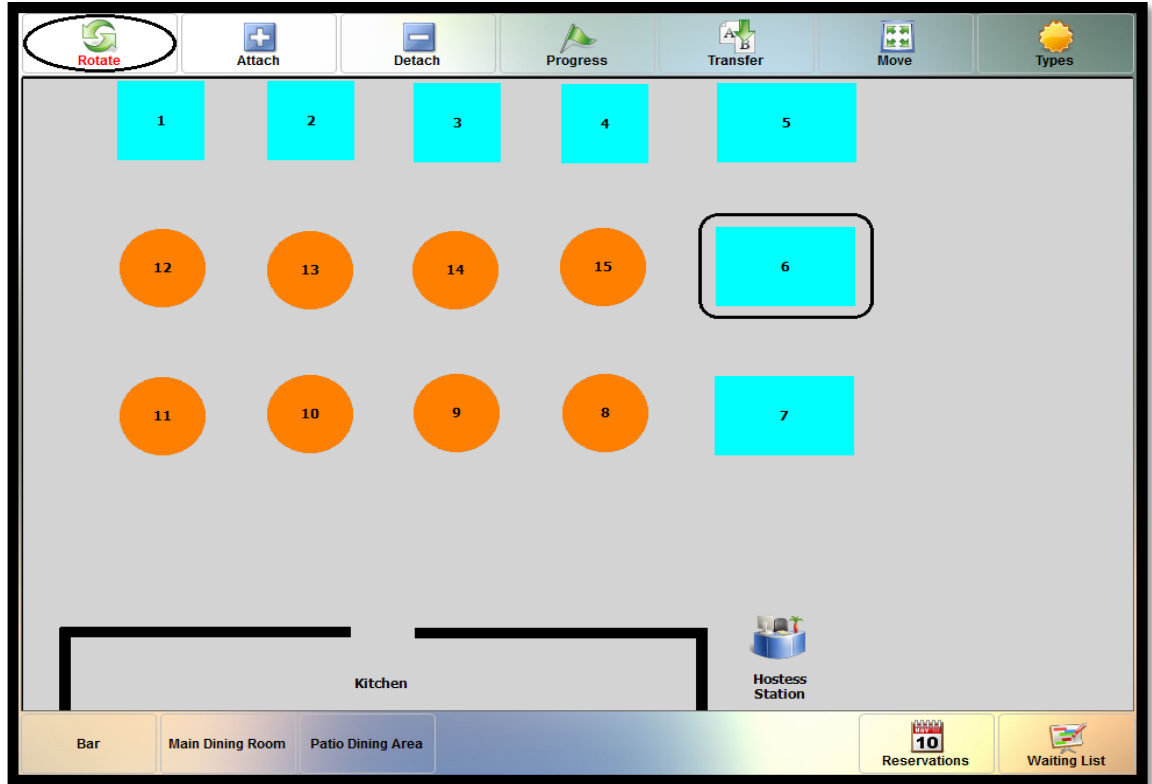 Rotate
Attach
Detach
Progress
A
B
Transfer
Move
Types
1
2
3
4
5
12
13
14
15
6
11
10
9
8
7
Kitchen
Hostess
Station
Bar
Main Dining Room
Patio Dining Area
NOV
10
Reservations
Waiting List